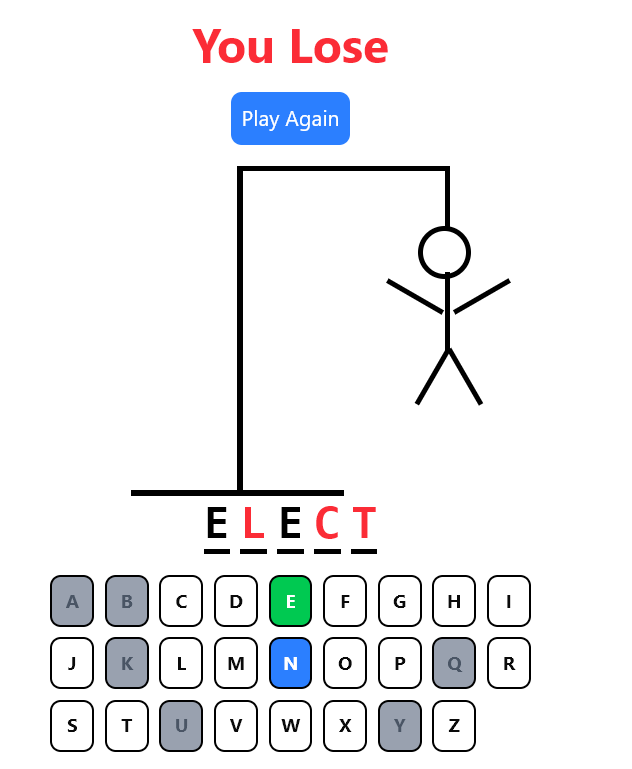 You Lose
Play Again
E L E C T
A B C D E F G H I
J K L M N O P Q R
S T U V W X Y Z